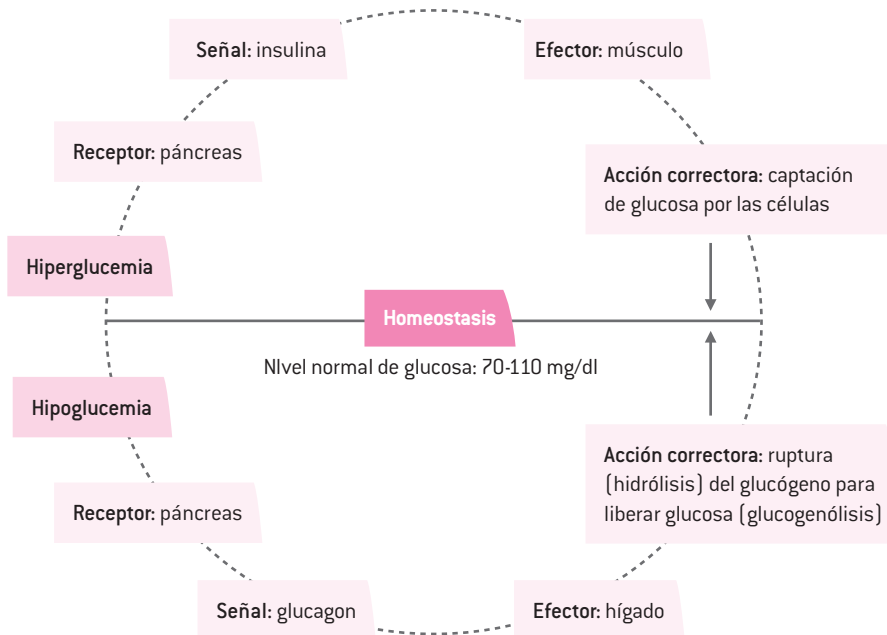 Señal: insulina
Efector: músculo
Receptor: páncreas
Acción correctora: captación
de glucosa por las células
Hiperglucemia
Homeostasis
NIvel normal de glucosa: 70-110 mg/dl
Hipoglucemia
Acción correctora: ruptura
(hidrólisis) del glucógeno para
liberar glucosa (glucogenólisis)
Receptor: páncreas
Señal: glucagon
Efector: hígado